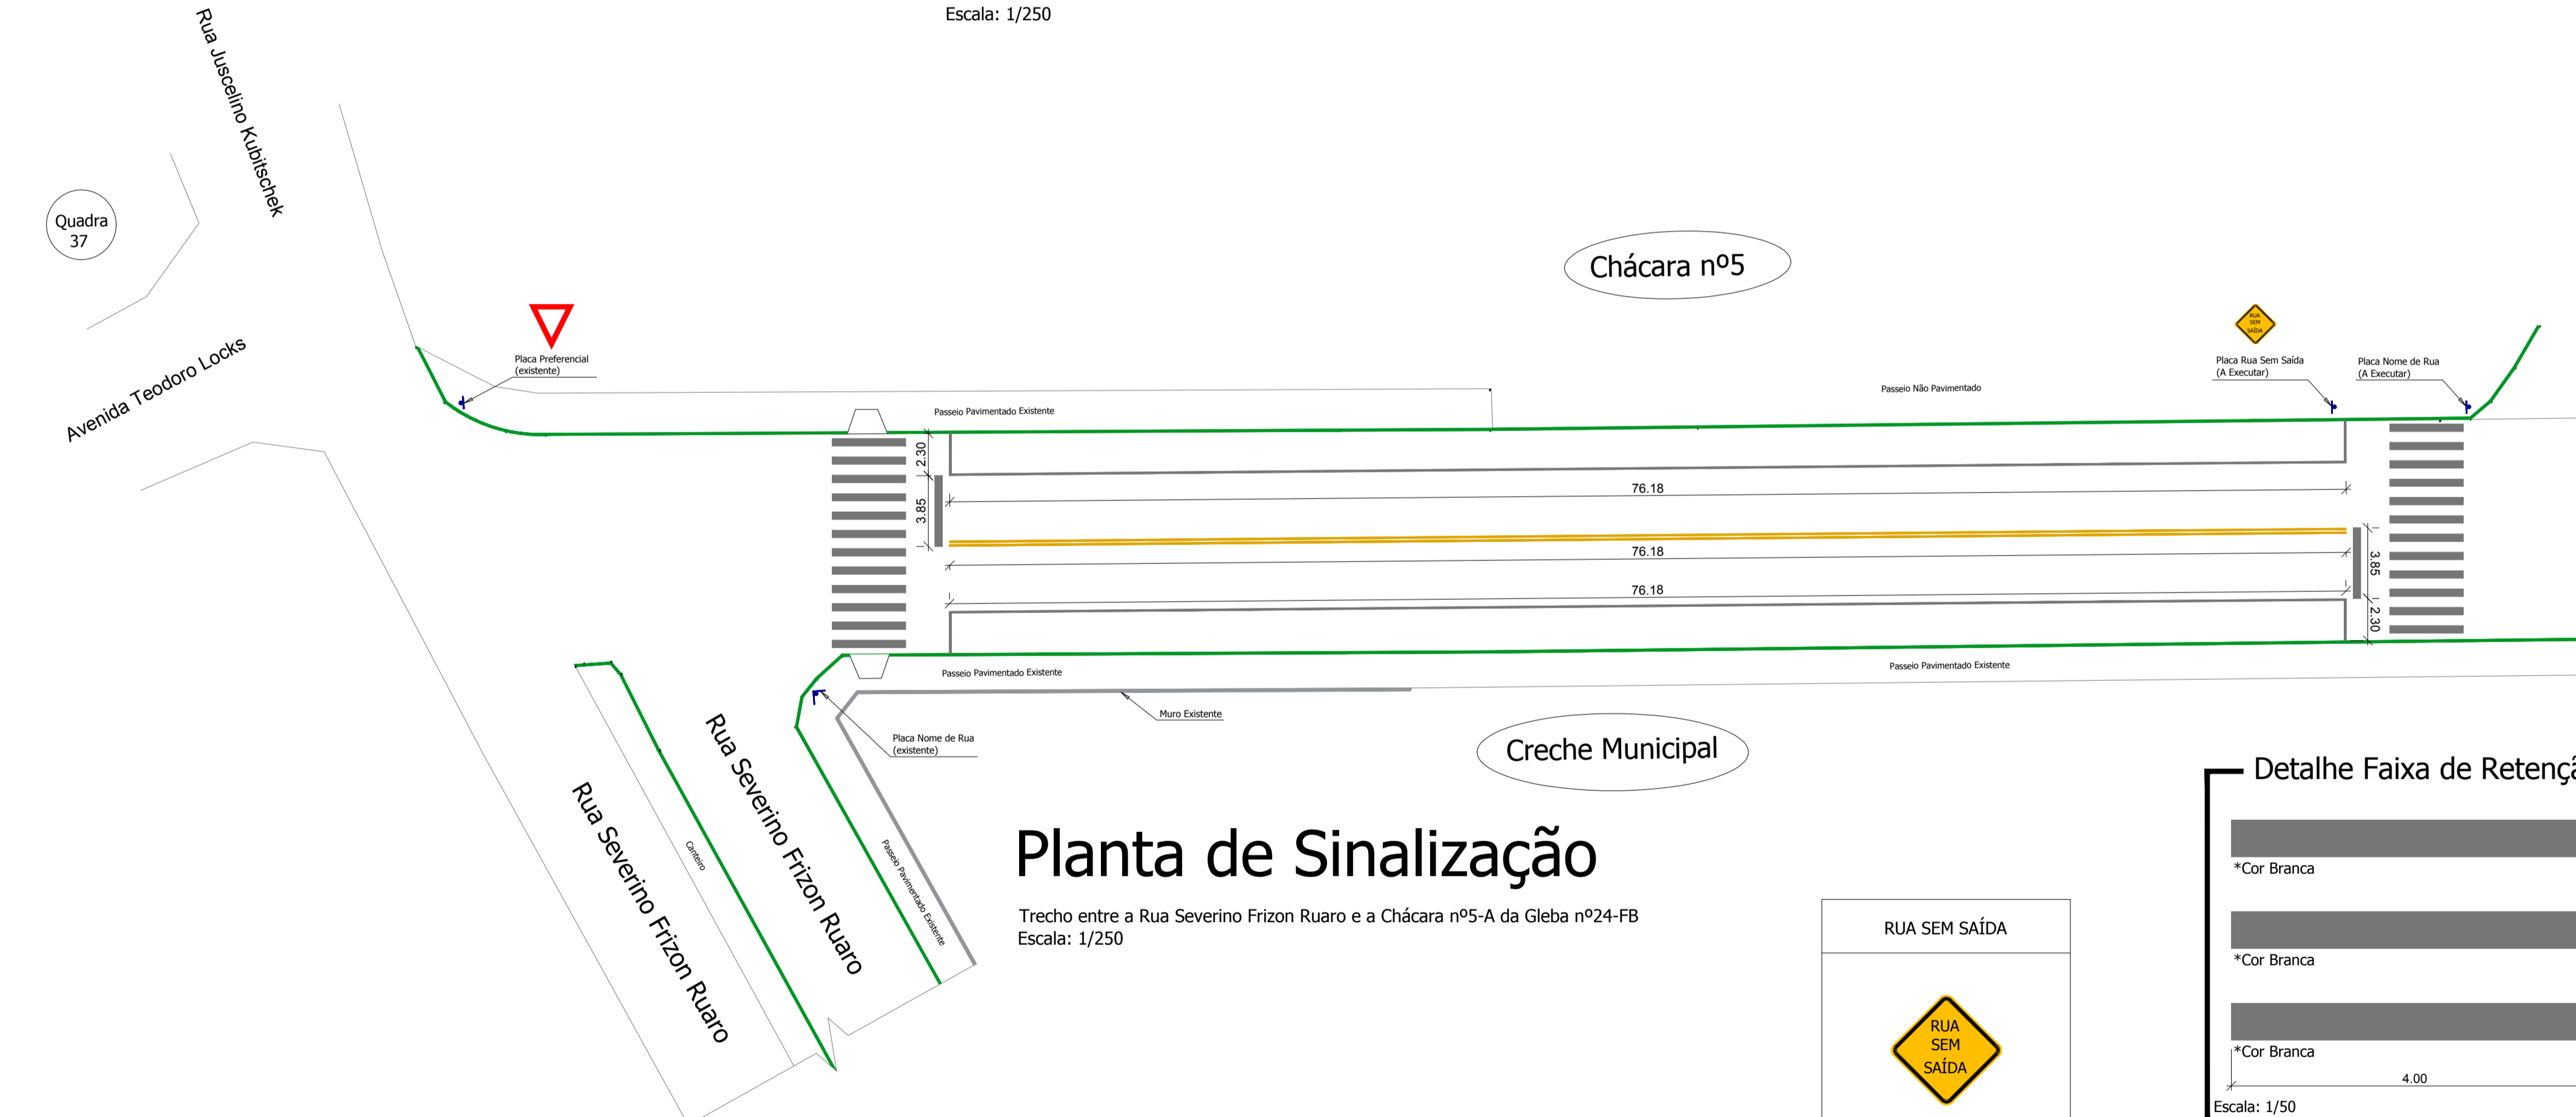 Escala: 1/250
Rua Juscelino Kubitschek
Quadra
37
Avenida Teodoro Locks
Chácara nº5
Placa Preferencial
(existente)
RUA
SEM
SAÍDA
Placa Rua Sem Saída
(A Executar)
Placa Nome de Rua
(A Executar)
Passeio Não Pavimentado
Passeio Pavimentado Existente
2.30
3.85
76.18
76.18
76.18
3.85
2.30
Passeio Pavimentado Existente
Passeio Pavimentado Existente
Muro Existente
Placa Nome de Rua
(existente)
Creche Municipal
Rua Severino Frizon Ruaro
Canteiro
Rua Severino Frizon Ruaro
Passeio Pavimentado Existente
Planta de Sinalização
Trecho entre a Rua Severino Frizon Ruaro e a Chácara nº5-A da Gleba nº24-FB
Escala: 1/250
RUA SEM SAÍDA
RUA
SEM
SAÍDA
Detalhe Faixa de Retençã
*Cor Branca
*Cor Branca
*Cor Branca
4.00
Escala: 1/50